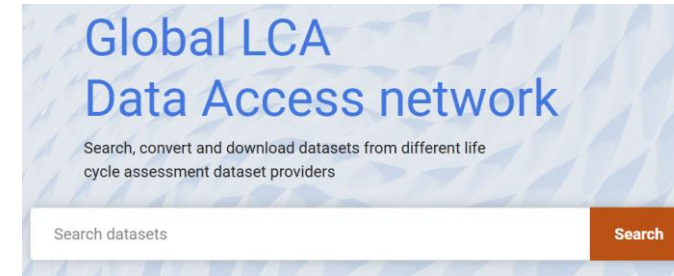 Global LCA
Data Access network
Search, convert and download datasets from different life
cycle assessment dataset providers
Search datasets
Search